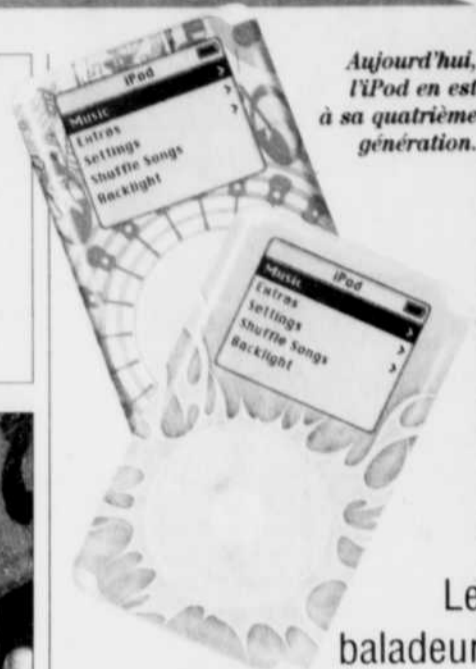 Aujourd'hui,
l'iPod en est
à sa quatrième
génération.
iPod
Music >
Extras >
Settings >
Shuffle Songs
Backlight
iPod
Music >
Extras >
Settings >
Shuffle Songs
Backlight
Le
baladeur